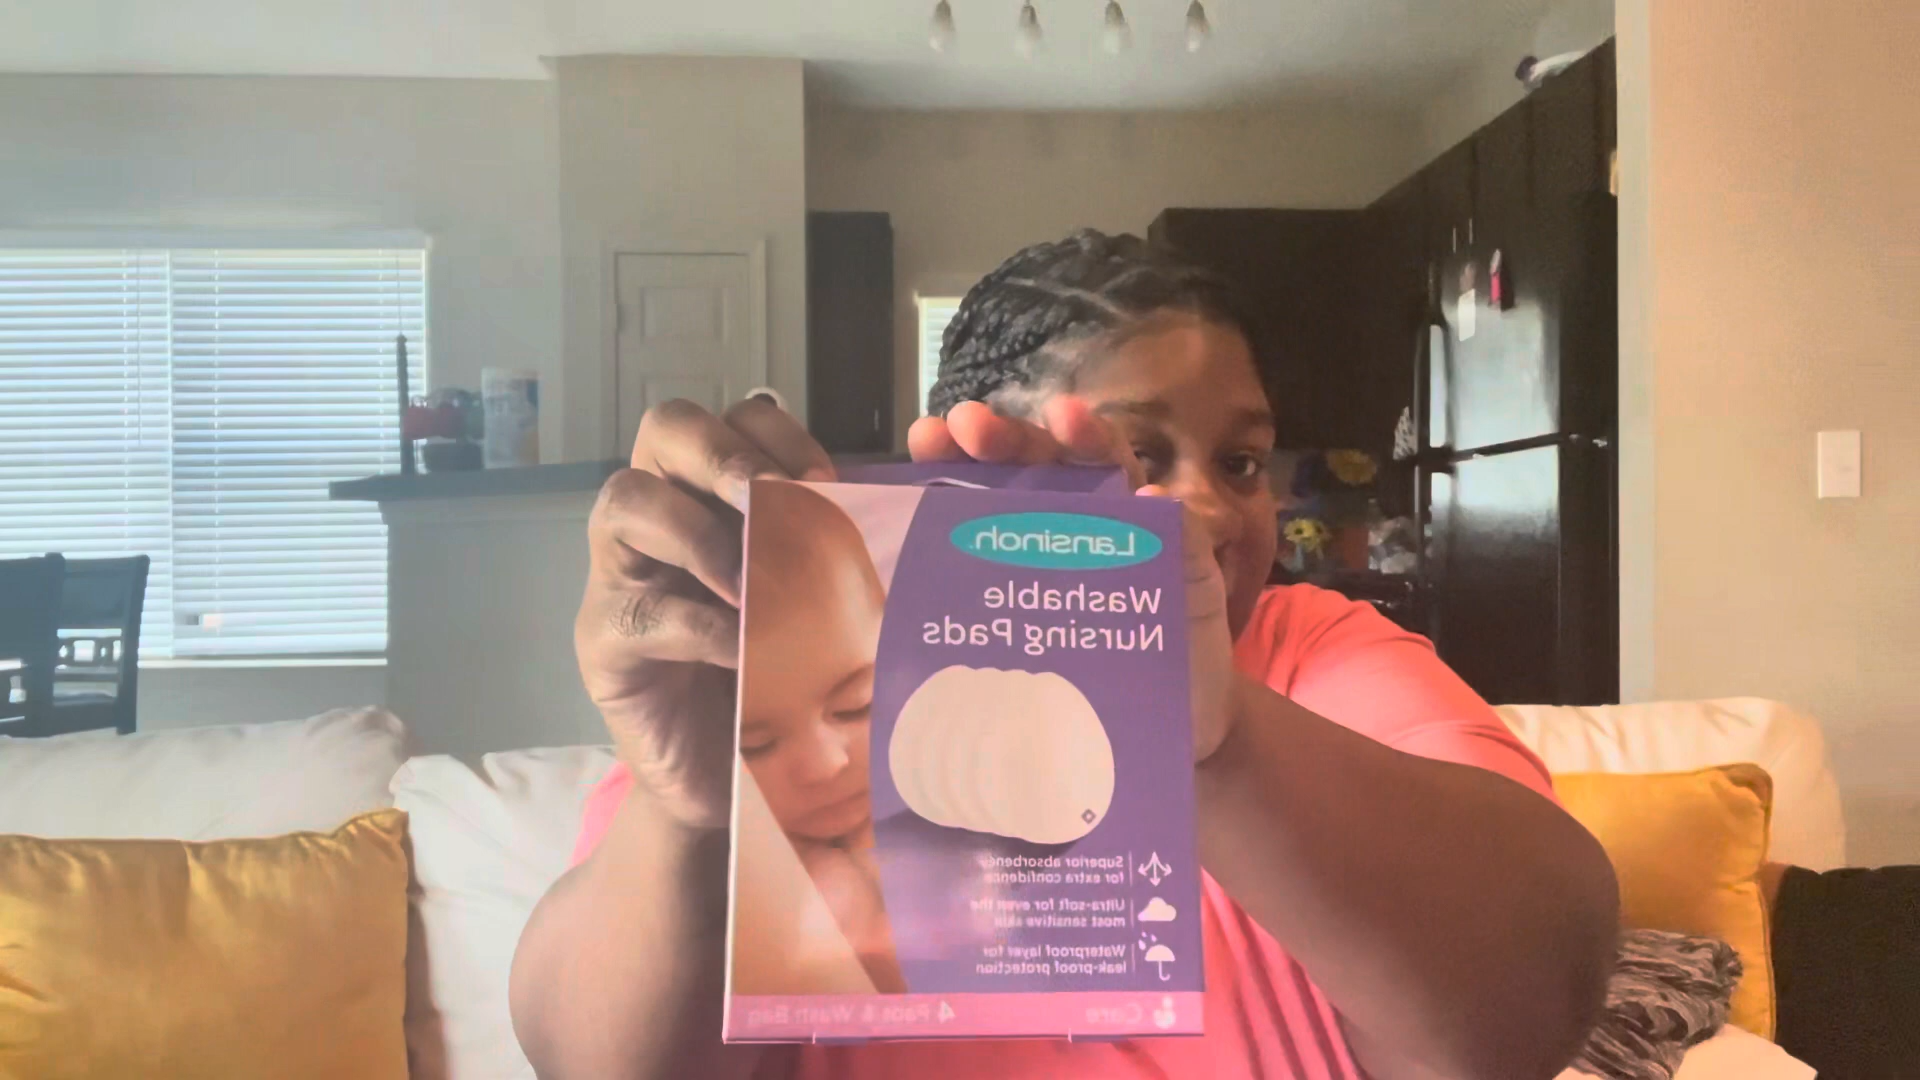 Lansinoh
Washable
Nursing Pads
Superior absorbency
for extra confidence
Ultra-soft for even the
most sensitive skin
Waterproof layer for
leak-proof protection
Care
4 Pads & Wash Bag